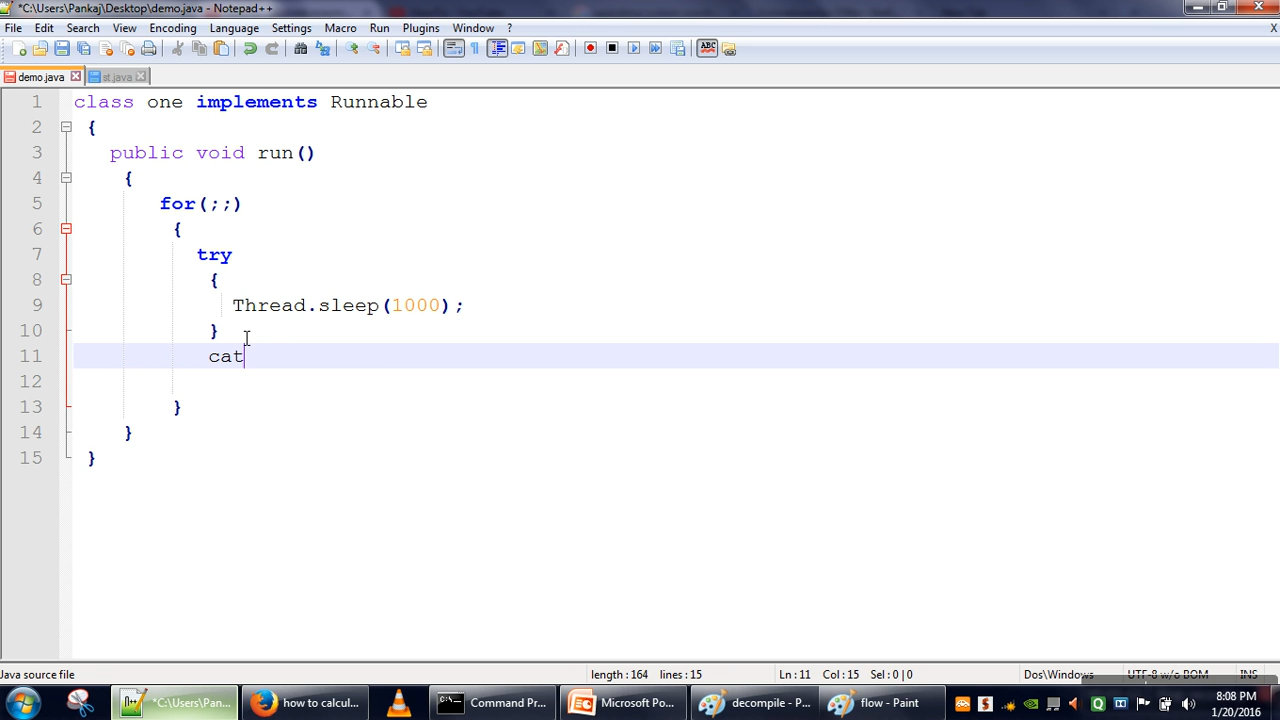 *C:\Users\Pankaj\Desktop\demo.java - Notepad++
File Edit Search View Encoding Language Settings Macro Run Plugins Window ? X
demo.java st.java
1 class one implements Runnable
2 {
3 public void run()
4 {
5 for(;;)
6 {
7 try
8 {
9 Thread.sleep(1000);
10 }
11 cat
12
13 }
14 }
15 }
Java source file length : 164 lines : 15 Ln : 11 Col : 15 Sel : 0 | 0 Dos\Windows UTF-8 w/o BOM INS
*C:\Users\Pan... how to calcul... Command Pr... Microsoft Po... decompile - P... flow - Paint 8:08 PM
1/20/2016